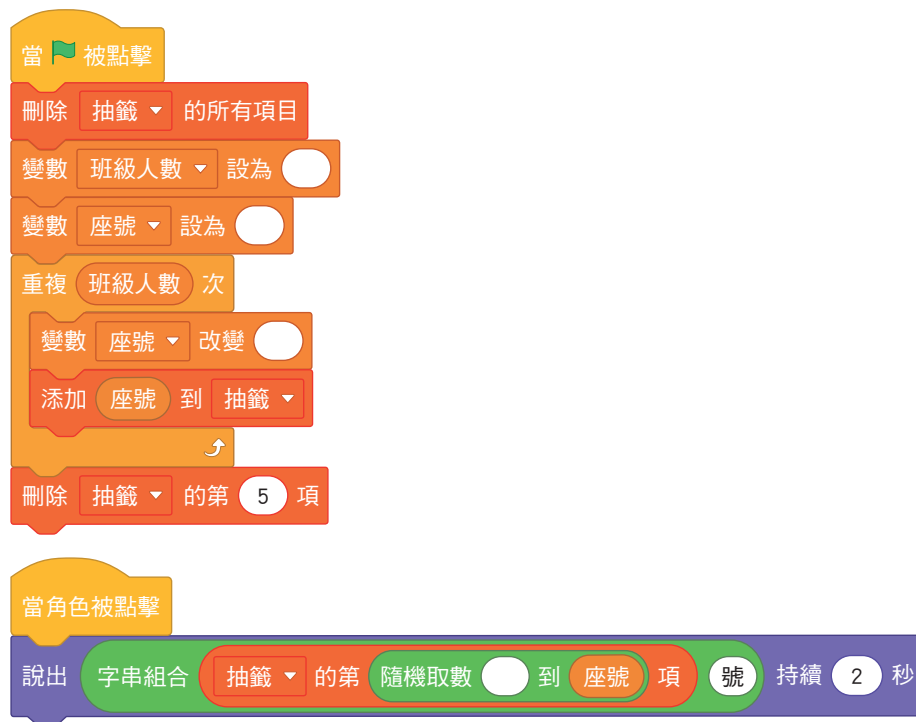 當 被點擊
刪除 抽籤 的所有項目
變數 班級人數 設為
變數 座號 設為
重複 班級人數 次
變數 座號 改變
添加 座號 到 抽籤
刪除 抽籤 的第 5 項
當角色被點擊
說出 字串組合 抽籤 的第 隨機取數 到 座號 項 號 持續 2 秒